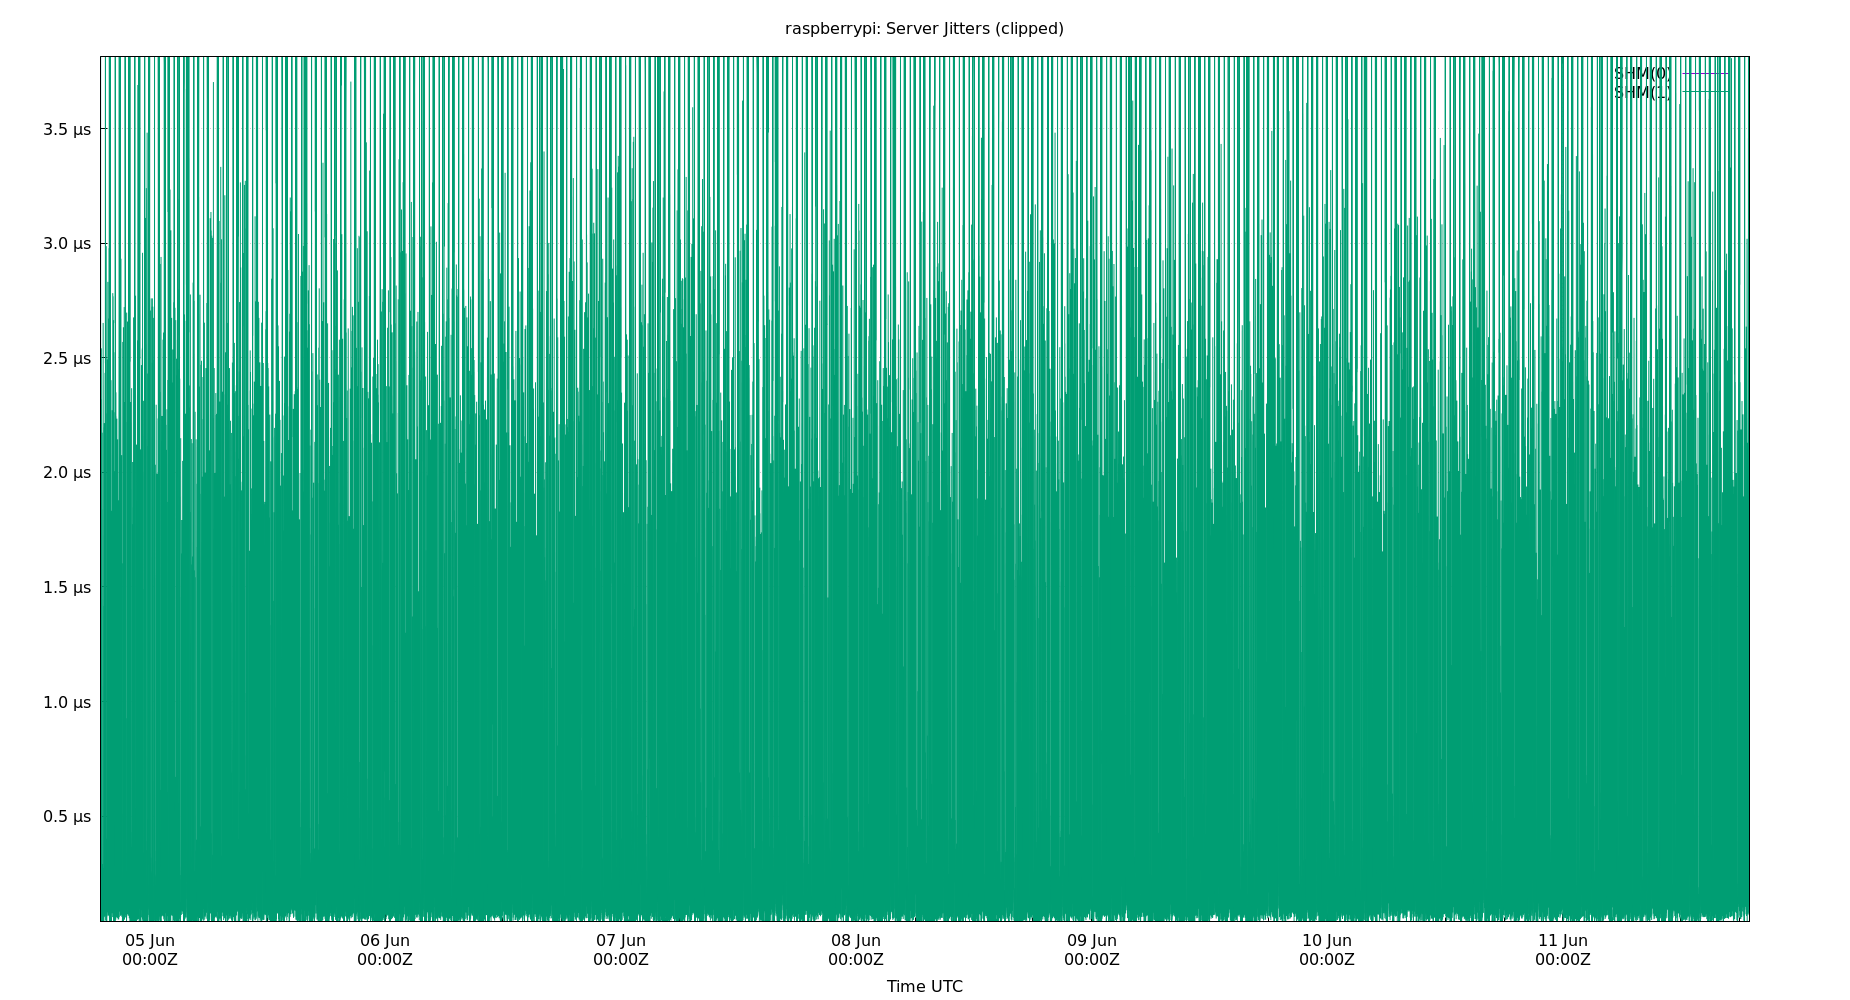 raspberrypi: Server Jitters (clipped)
SHM(0)
SHM(1)
3.5 μs
3.0 μs
2.5 μs
2.0 μs
1.5 μs
1.0 μs
0.5 μs
05 Jun 06 Jun 07 Jun 08 Jun 09 Jun 10 Jun 11 Jun
00:00Z 00:00Z 00:00Z 00:00Z 00:00Z 00:00Z 00:00Z
Time UTC